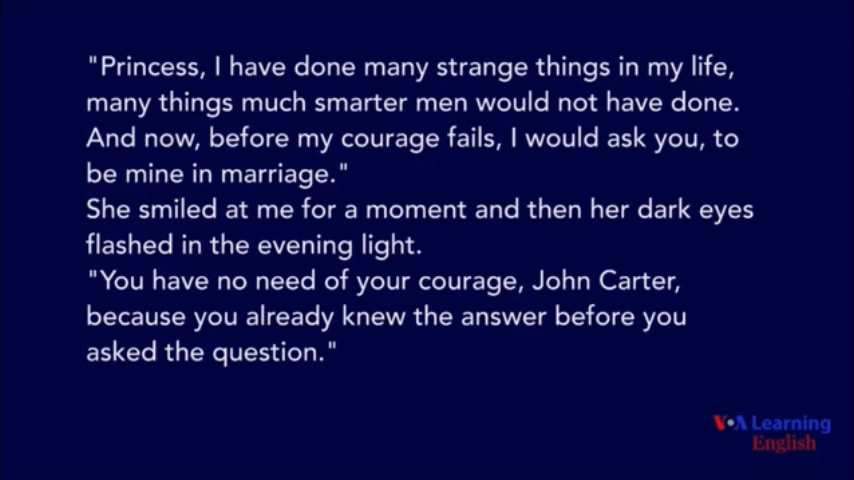 "Princess, I have done many strange things in my life,
many things much smarter men would not have done.
And now, before my courage fails, I would ask you, to
be mine in marriage."
She smiled at me for a moment and then her dark eyes
flashed in the evening light.
"You have no need of your courage, John Carter,
because you already knew the answer before you
asked the question."
VOA Learning
English